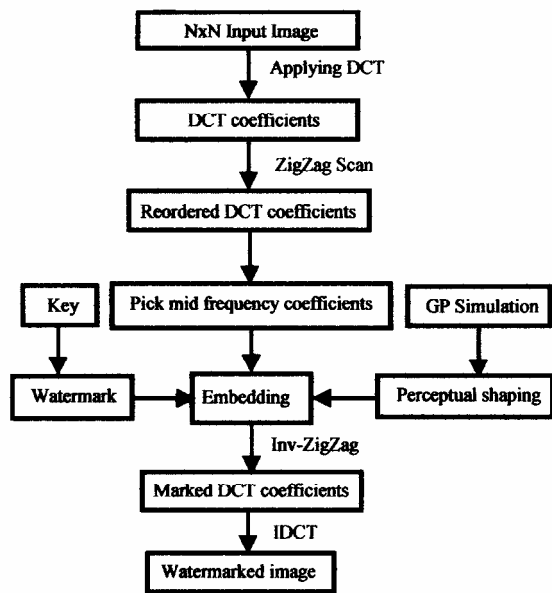 NxN Input Image
Applying DCT
DCT coefficients
ZigZag Scan
Reordered DCT coefficients
Key
Pick mid frequency coefficients
GP Simulation
Watermark
Embedding
Perceptual shaping
Inv-ZigZag
Marked DCT coefficients
IDCT
Watermarked image